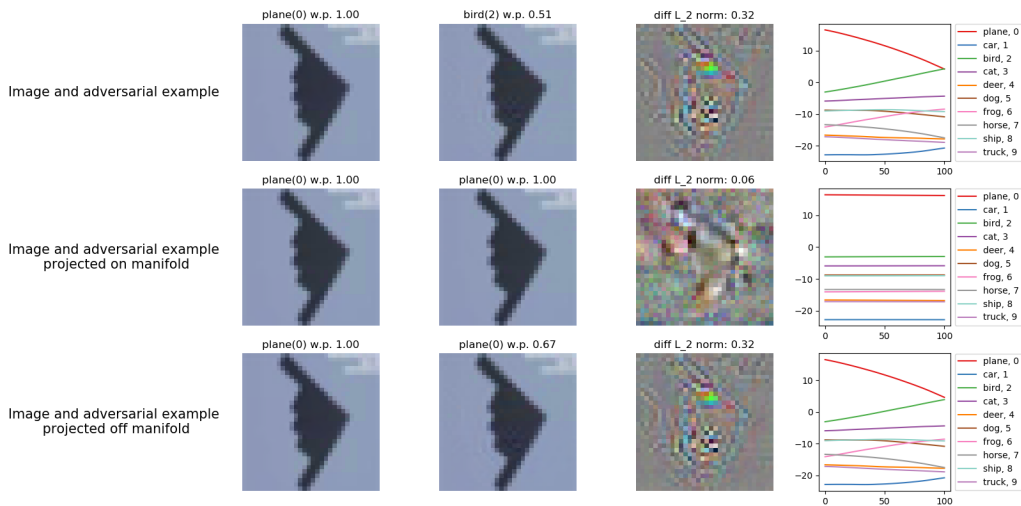 plane(0) w.p. 1.00
bird(2) w.p. 0.51
diff L_2 norm: 0.32
Image and adversarial example
10
0
−10
−20
0
50
100
plane, 0
car, 1
bird, 2
cat, 3
deer, 4
dog, 5
frog, 6
horse, 7
ship, 8
truck, 9
plane(0) w.p. 1.00
plane(0) w.p. 1.00
diff L_2 norm: 0.06
Image and adversarial example
projected on manifold
10
0
−10
−20
0
50
100
plane, 0
car, 1
bird, 2
cat, 3
deer, 4
dog, 5
frog, 6
horse, 7
ship, 8
truck, 9
plane(0) w.p. 1.00
plane(0) w.p. 0.67
diff L_2 norm: 0.32
Image and adversarial example
projected off manifold
10
0
−10
−20
0
50
100
plane, 0
car, 1
bird, 2
cat, 3
deer, 4
dog, 5
frog, 6
horse, 7
ship, 8
truck, 9